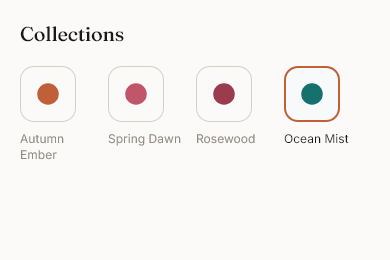 Collections
Autumn
Ember
Spring Dawn
Rosewood
Ocean Mist